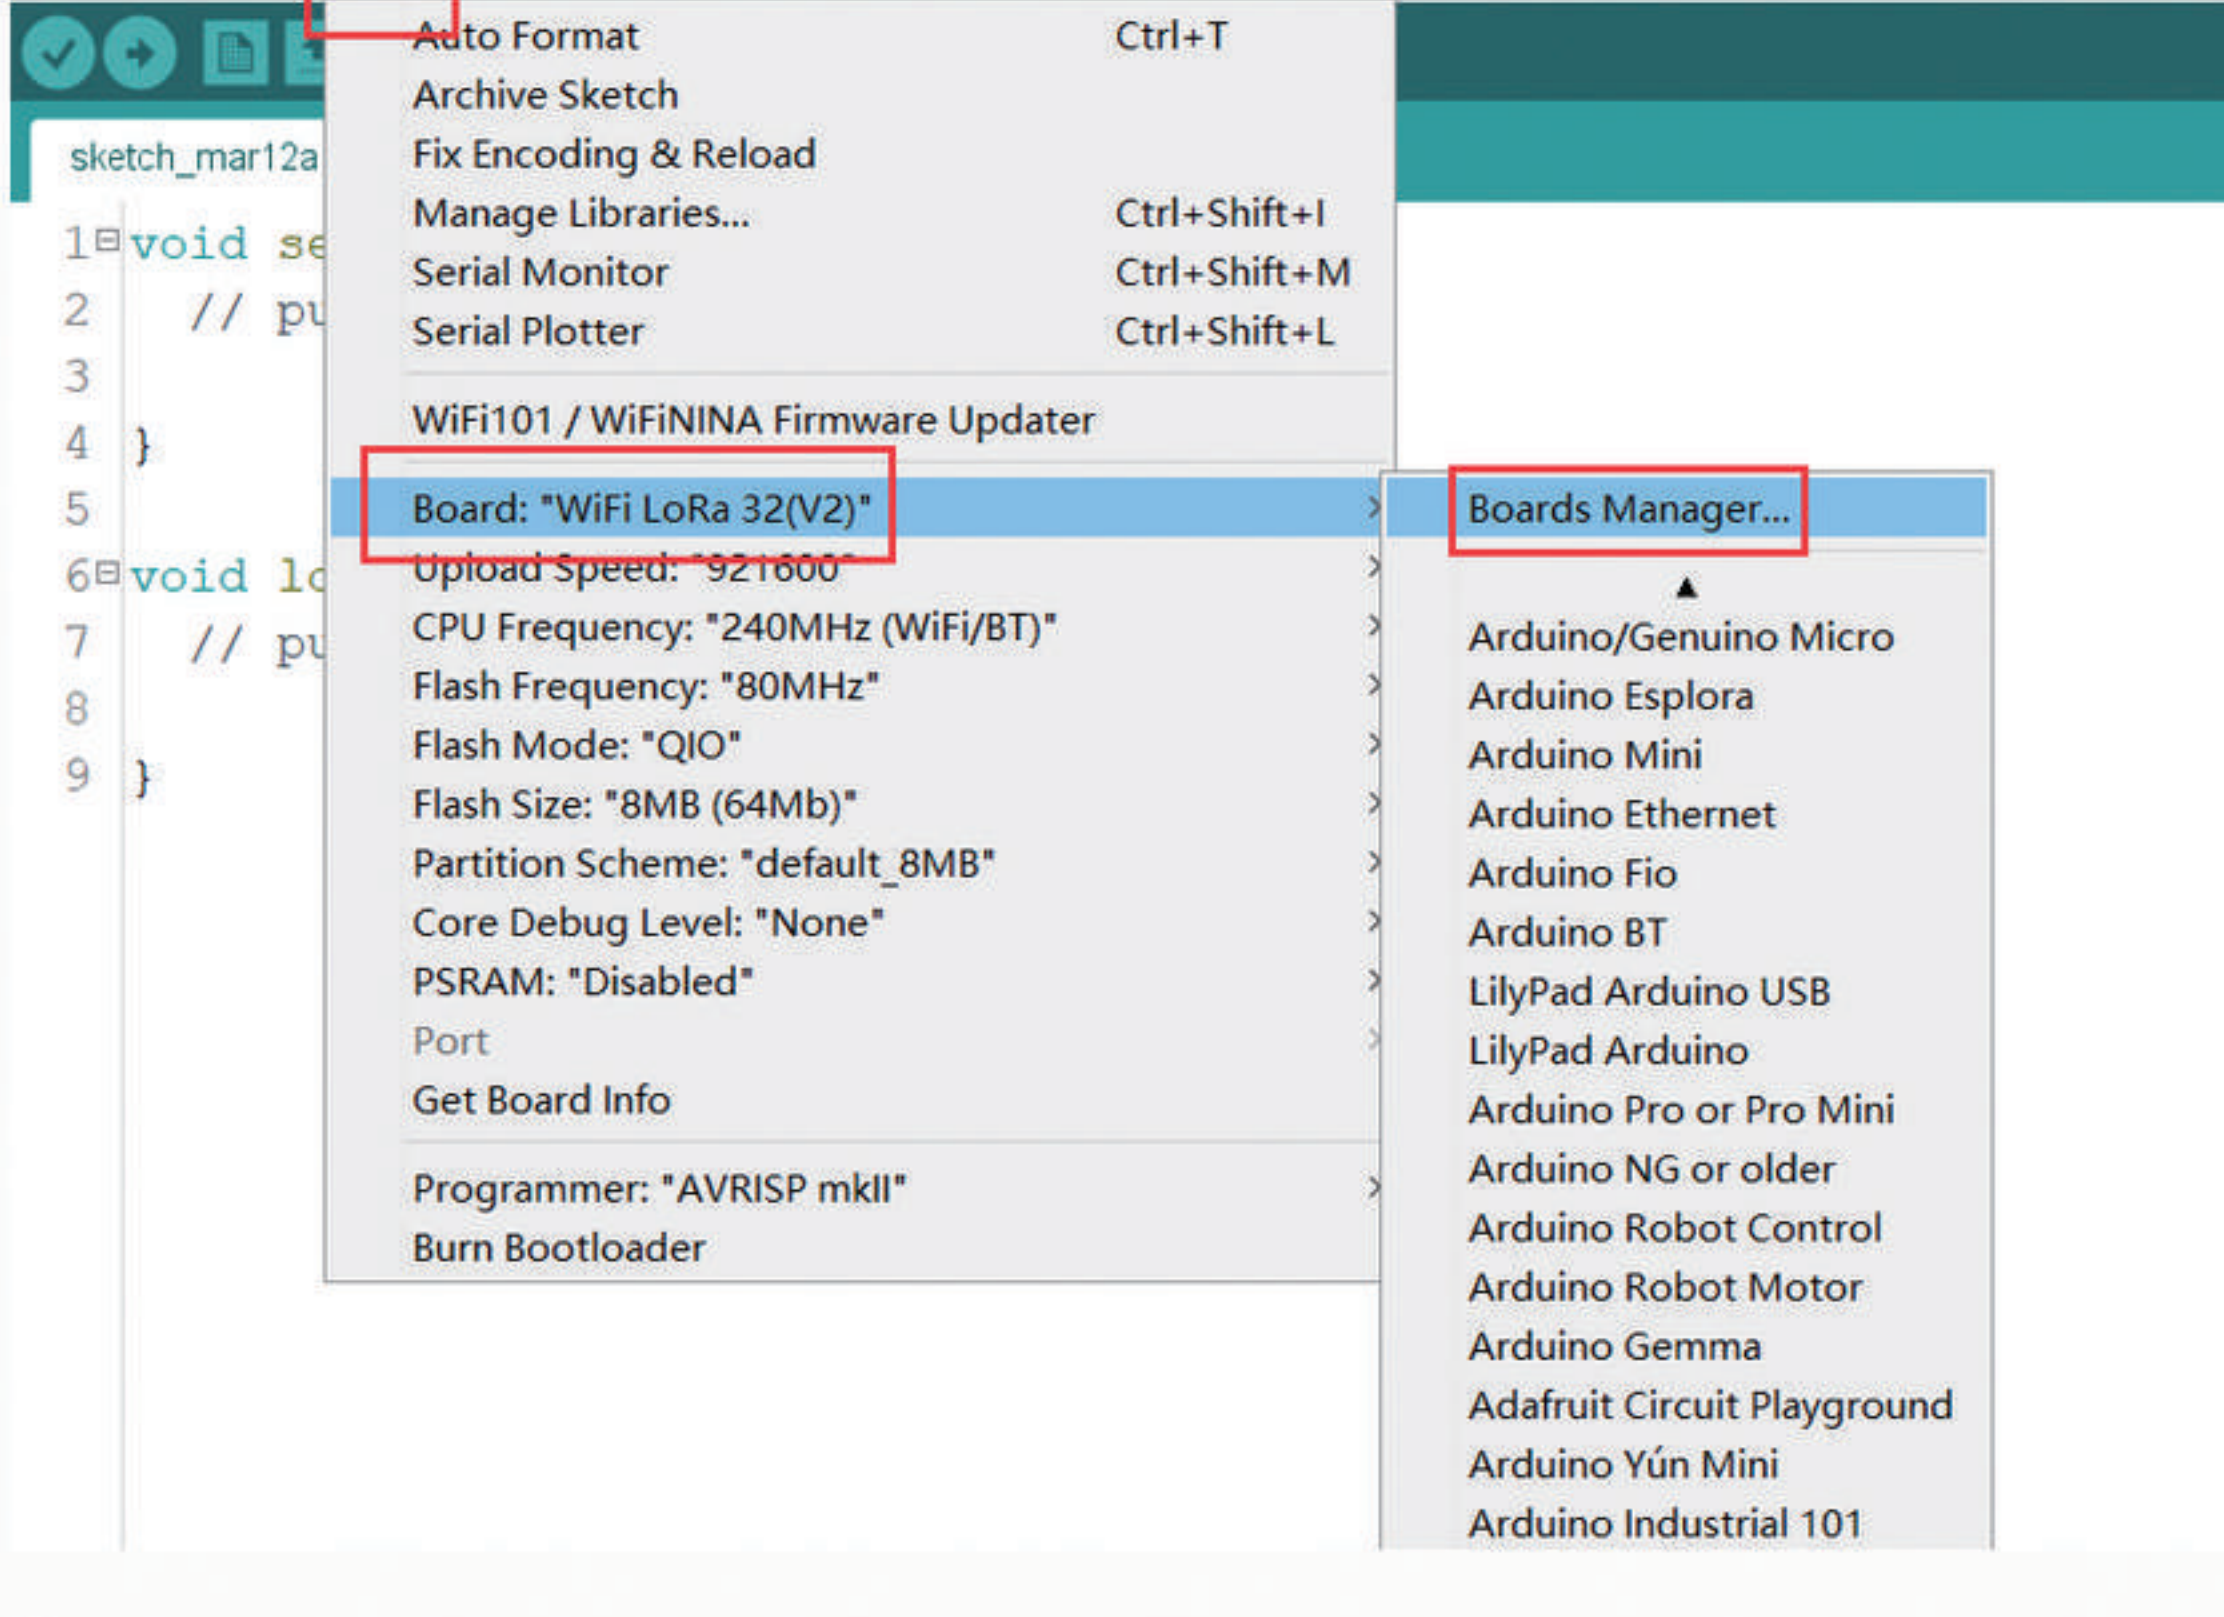 Auto Format Ctrl+T
Archive Sketch
sketch_mar12a
Fix Encoding & Reload
Manage Libraries... Ctrl+Shift+I
1 void se
Serial Monitor Ctrl+Shift+M
2 // pu
Serial Plotter Ctrl+Shift+L
3
WiFi101 / WiFiNINA Firmware Updater
4 }
Board: "WiFi LoRa 32(V2)"
5
Upload Speed: "921600"
6 void lo
CPU Frequency: "240MHz (WiFi/BT)"
7 // pu
Flash Frequency: "80MHz"
8
Flash Mode: "QIO"
9 }
Flash Size: "8MB (64Mb)"
Partition Scheme: "default_8MB"
Core Debug Level: "None"
PSRAM: "Disabled"
Port
Get Board Info
Programmer: "AVRISP mkII"
Burn Bootloader
Boards Manager...
Arduino/Genuino Micro
Arduino Esplora
Arduino Mini
Arduino Ethernet
Arduino Fio
Arduino BT
LilyPad Arduino USB
LilyPad Arduino
Arduino Pro or Pro Mini
Arduino NG or older
Arduino Robot Control
Arduino Robot Motor
Arduino Gemma
Adafruit Circuit Playground
Arduino Yún Mini
Arduino Industrial 101